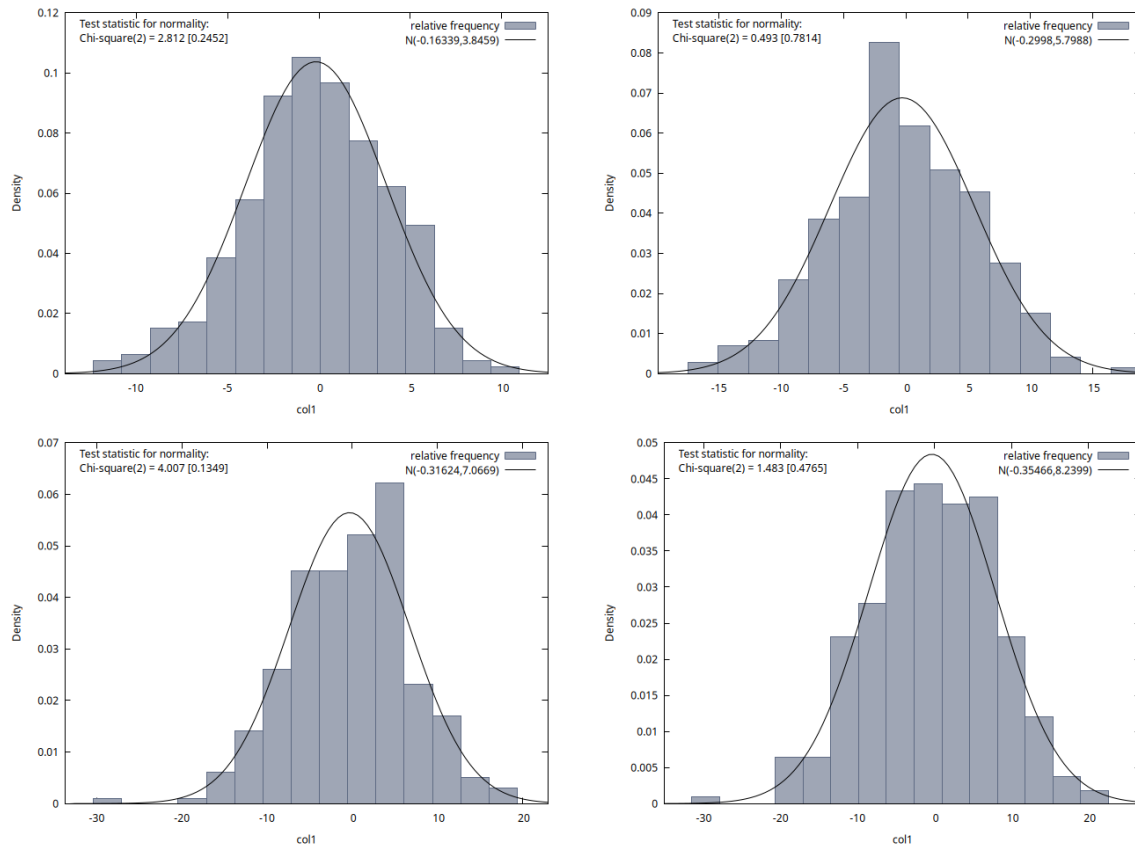 Test statistic for normality:
Chi-square(2) = 2.812 [0.2452]
relative frequency
N(-0.16339,3.8459)
0.12
0.1
0.08
0.06
0.04
0.02
0
Density
-10 -5 0 5 10
col1
Test statistic for normality:
Chi-square(2) = 0.493 [0.7814]
relative frequency
N(-0.2998,5.7988)
0.09
0.08
0.07
0.06
0.05
0.04
0.03
0.02
0.01
0
Density
-15 -10 -5 0 5 10 15
col1
Test statistic for normality:
Chi-square(2) = 4.007 [0.1349]
relative frequency
N(-0.31624,7.0669)
0.07
0.06
0.05
0.04
0.03
0.02
0.01
0
Density
-30 -20 -10 0 10 20
col1
Test statistic for normality:
Chi-square(2) = 1.483 [0.4765]
relative frequency
N(-0.35466,8.2399)
0.05
0.045
0.04
0.035
0.03
0.025
0.02
0.015
0.01
0.005
0
Density
-30 -20 -10 0 10 20
col1